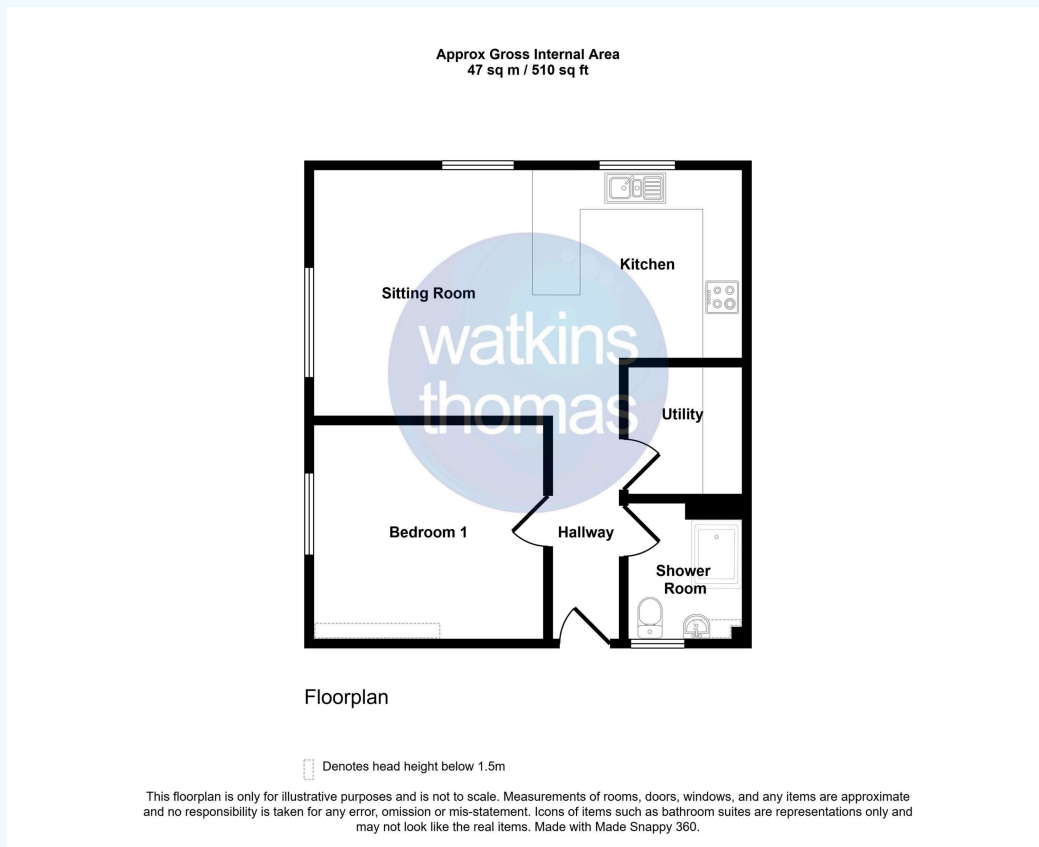 Approx Gross Internal Area
47 sq m / 510 sq ft
Kitchen
Sitting Room
watkins
thomas
Utility
Bedroom 1
Hallway
Shower
Room
Floorplan
Denotes head height below 1.5m
This floorplan is only for illustrative purposes and is not to scale. Measurements of rooms, doors, windows, and any items are approximate
and no responsibility is taken for any error, omission or mis-statement. Icons of items such as bathroom suites are representations only and
may not look like the real items. Made with Made Snappy 360.